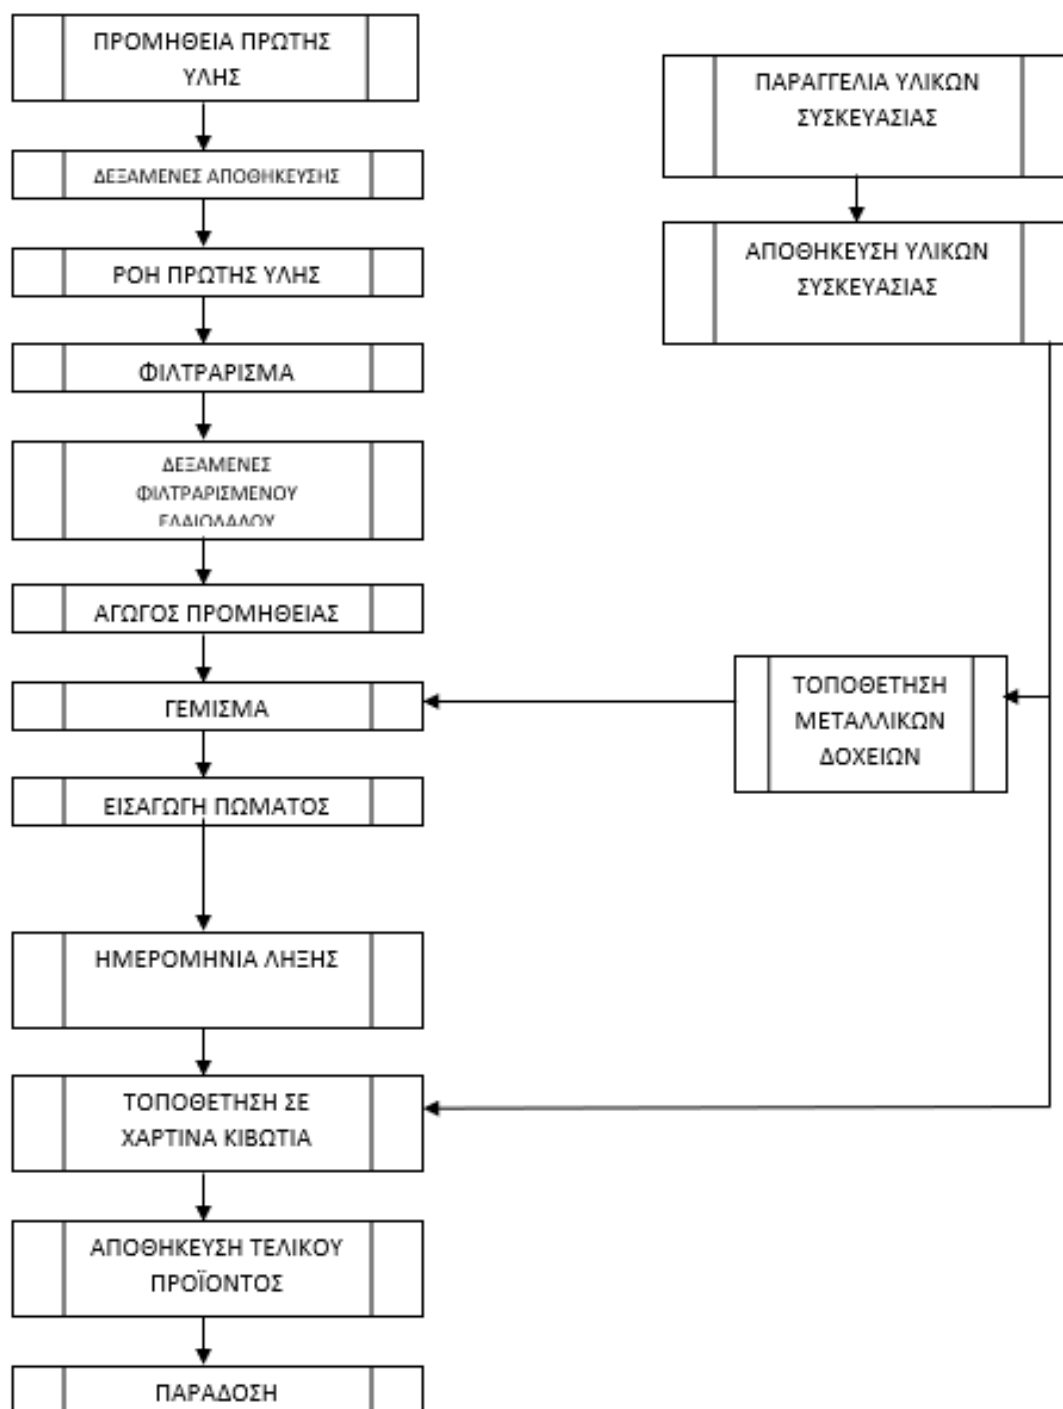 ΠΡΟΜΗΘΕΙΑ ΠΡΩΤΗΣ
ΥΛΗΣ
ΔΕΞΑΜΕΝΕΣ ΑΠΟΘΗΚΕΥΣΗΣ
ΡΟΗ ΠΡΩΤΗΣ ΥΛΗΣ
ΦΙΛΤΡΑΡΙΣΜΑ
ΔΕΞΑΜΕΝΕΣ
ΦΙΛΤΡΑΡΙΣΜΕΝΟΥ
ΕΛΑΙΟΛΑΔΟΥ
ΑΓΩΓΟΣ ΠΡΟΜΗΘΕΙΑΣ
ΓΕΜΙΣΜΑ
ΕΙΣΑΓΩΓΗ ΠΩΜΑΤΟΣ
ΗΜΕΡΟΜΗΝΙΑ ΛΗΞΗΣ
ΤΟΠΟΘΕΤΗΣΗ ΣΕ
ΧΑΡΤΙΝΑ ΚΙΒΩΤΙΑ
ΑΠΟΘΗΚΕΥΣΗ ΤΕΛΙΚΟΥ
ΠΡΟΪΟΝΤΟΣ
ΠΑΡΑΔΟΣΗ
ΠΑΡΑΓΓΕΛΙΑ ΥΛΙΚΩΝ
ΣΥΣΚΕΥΑΣΙΑΣ
ΑΠΟΘΗΚΕΥΣΗ ΥΛΙΚΩΝ
ΣΥΣΚΕΥΑΣΙΑΣ
ΤΟΠΟΘΕΤΗΣΗ
ΜΕΤΑΛΛΙΚΩΝ
ΔΟΧΕΙΩΝ